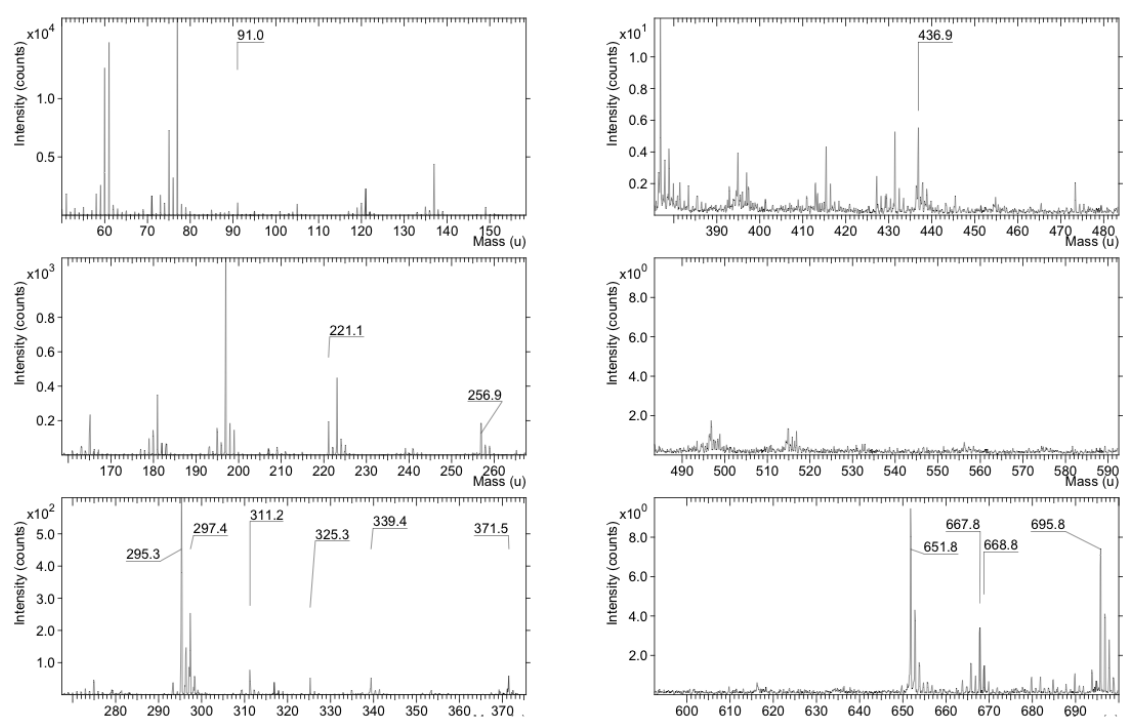 Intensity (counts)
x10⁴
1.0
0.5
91.0
60 70 80 90 100 110 120 130 140 150
Mass (u)
Intensity (counts)
x10³
0.8
0.6
0.4
0.2
221.1
256.9
170 180 190 200 210 220 230 240 250 260
Mass (u)
Intensity (counts)
x10²
5.0
4.0
3.0
2.0
1.0
295.3
297.4
311.2
325.3
339.4
371.5
280 290 300 310 320 330 340 350 360 370
Intensity (counts)
x10¹
1.0
0.8
0.6
0.4
0.2
436.9
390 400 410 420 430 440 450 460 470 480
Mass (u)
Intensity (counts)
x10⁰
8.0
6.0
4.0
2.0
490 500 510 520 530 540 550 560 570 580 590
Mass (u)
Intensity (counts)
x10⁰
8.0
6.0
4.0
2.0
651.8
667.8
668.8
695.8
600 610 620 630 640 650 660 670 680 690